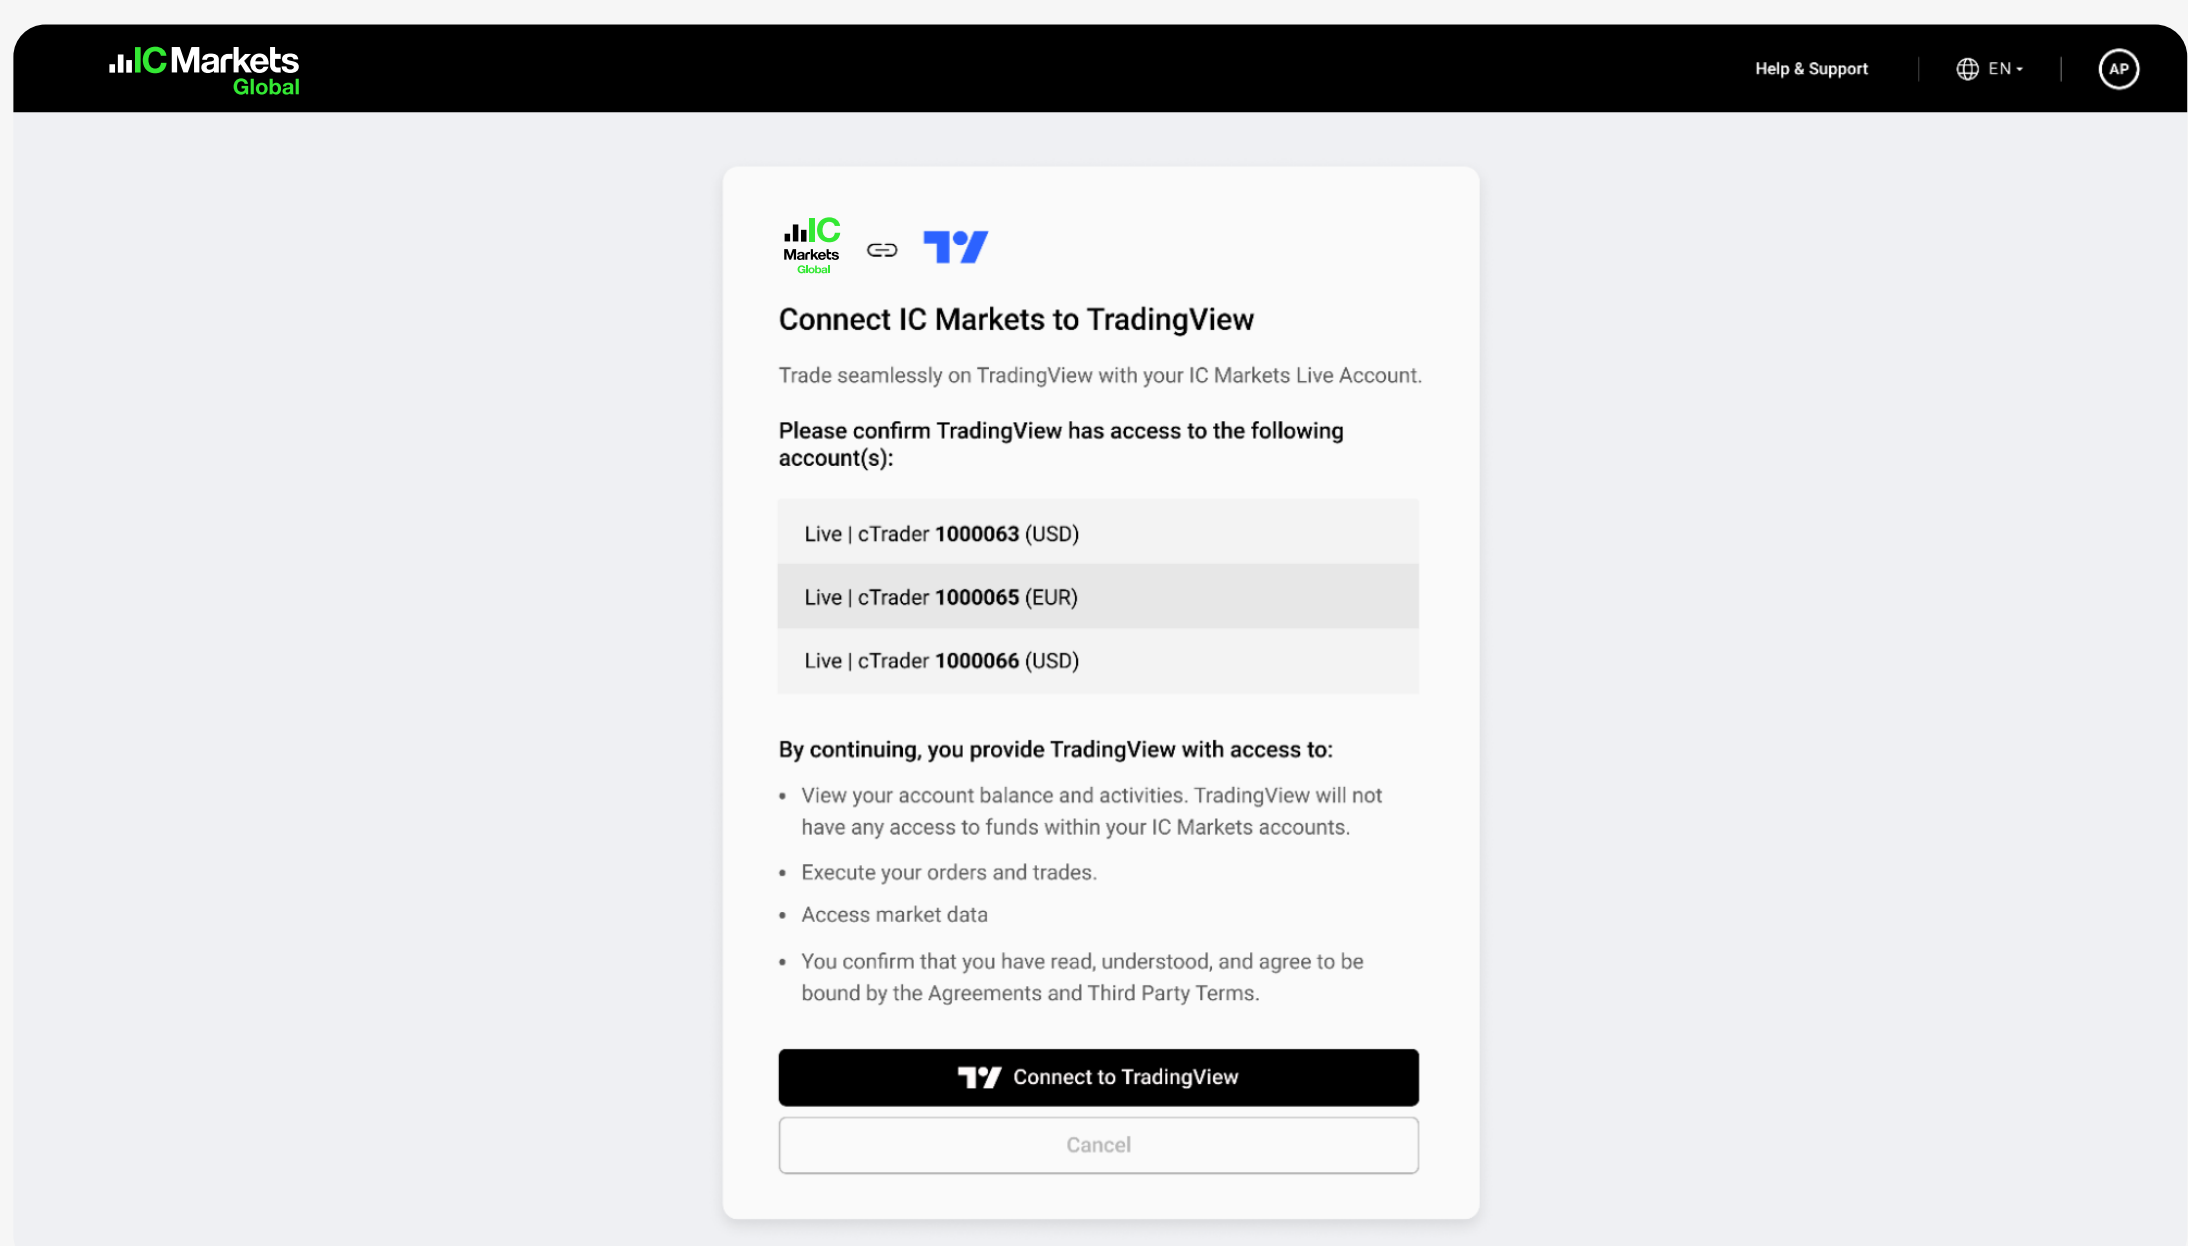 IC Markets
Global
Help & Support
EN
AP
IC
Markets
Global
Connect IC Markets to TradingView
Trade seamlessly on TradingView with your IC Markets Live Account.
Please confirm TradingView has access to the following
account(s):
Live | cTrader 1000063 (USD)
Live | cTrader 1000065 (EUR)
Live | cTrader 1000066 (USD)
By continuing, you provide TradingView with access to:
• View your account balance and activities. TradingView will not
have any access to funds within your IC Markets accounts.
• Execute your orders and trades.
• Access market data
• You confirm that you have read, understood, and agree to be
bound by the Agreements and Third Party Terms.
Connect to TradingView
Cancel